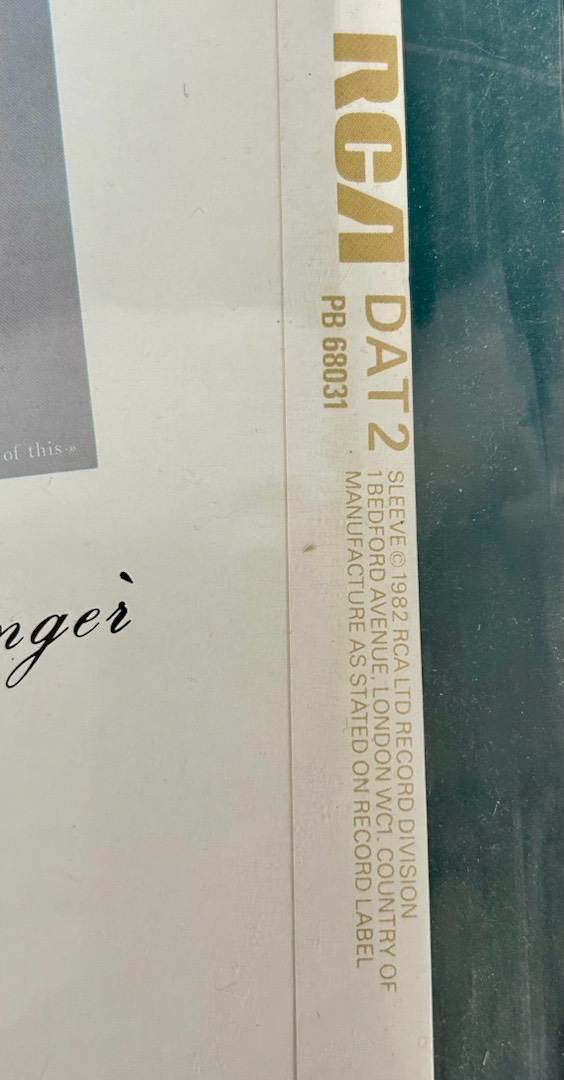 RCA
DAT 2
PB 68031
SLEEVE © 1982 RCA LTD RECORD DIVISION
1 BEDFORD AVENUE, LONDON WC1. COUNTRY OF
MANUFACTURE AS STATED ON RECORD LABEL
of this-»